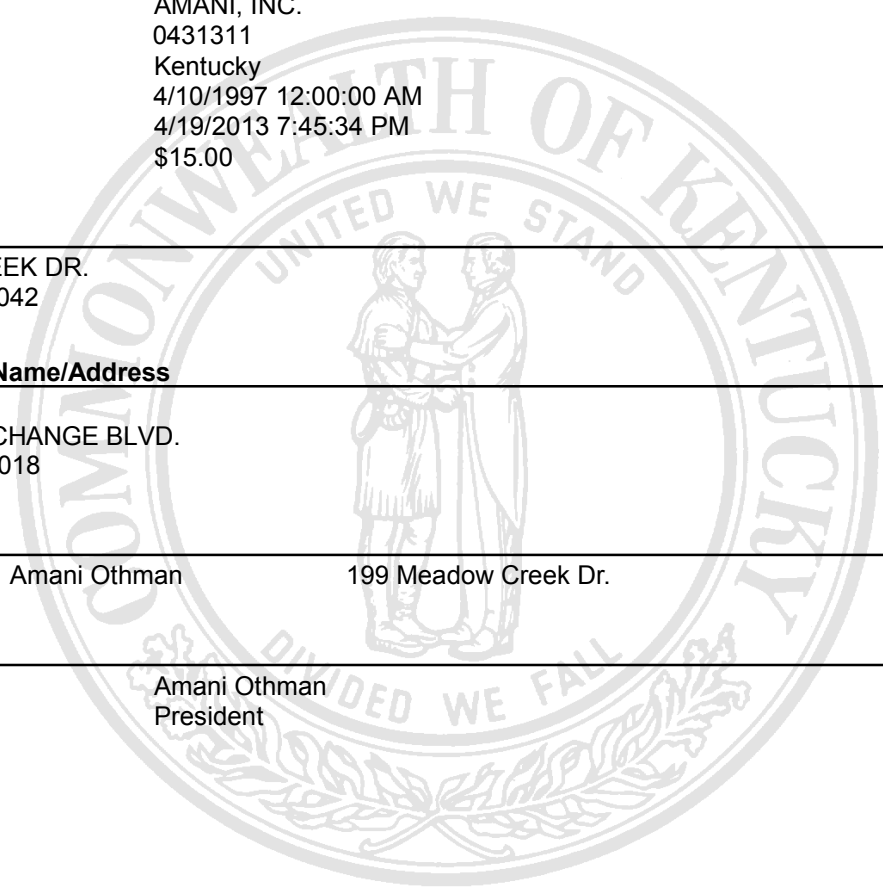 AMANI, INC.
0431311
Kentucky
4/10/1997 12:00:00 AM
4/19/2013 7:45:34 PM
$15.00
COMMONWEALTH OF KENTUCKY
UNITED WE STAND
EEK DR.
042
Name/Address
CHANGE BLVD.
018
Amani Othman 199 Meadow Creek Dr.
DIVIDED WE FALL
Amani Othman
President